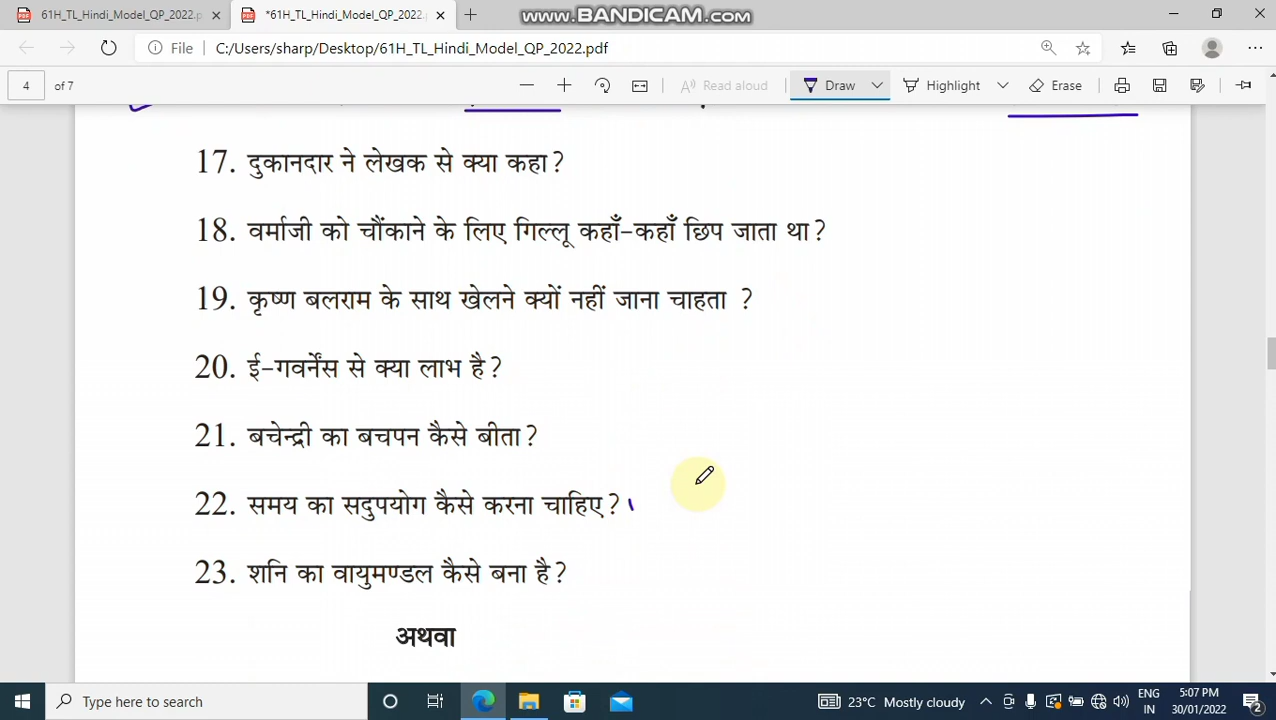 61H_TL_Hindi_Model_QP_2022.pdf
*61H_TL_Hindi_Model_QP_2022.
www.BANDICAM.com
File C:/Users/sharp/Desktop/61H_TL_Hindi_Model_QP_2022.pdf
4 of 7 Read aloud Draw Highlight Erase
17. दुकानदार ने लेखक से क्या कहा?
18. वर्माजी को चौंकाने के लिए गिल्लू कहाँ-कहाँ छिप जाता था?
19. कृष्ण बलराम के साथ खेलने क्यों नहीं जाना चाहता ?
20. ई-गवर्नेंस से क्या लाभ है?
21. बचेन्द्री का बचपन कैसे बीता?
22. समय का सदुपयोग कैसे करना चाहिए?
23. शनि का वायुमण्डल कैसे बना है?
अथवा
Type here to search
23°C Mostly cloudy
ENG
IN
5:07 PM
30/01/2022
2